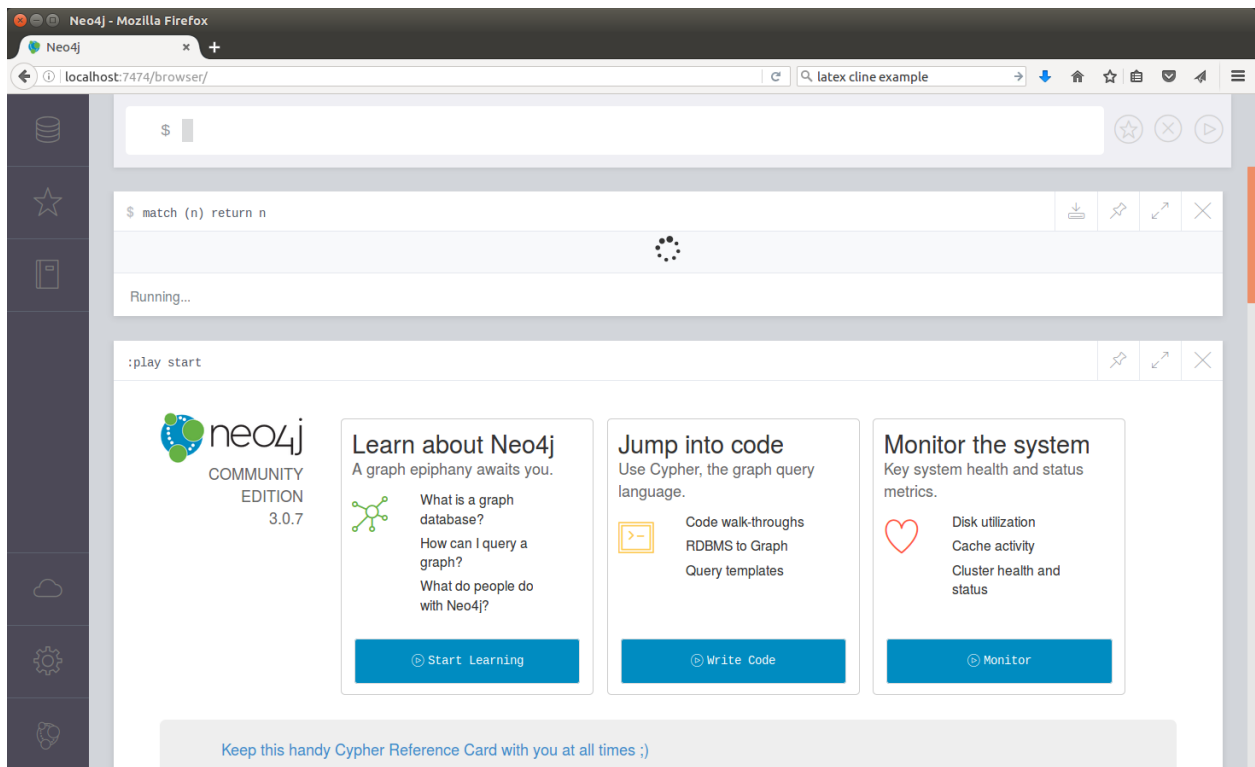 Neo4j - Mozilla Firefox
Neo4j
localhost:7474/browser/
latex cline example
$
$ match (n) return n
Running...
:play start
neo4j
COMMUNITY
EDITION
3.0.7
Learn about Neo4j
A graph epiphany awaits you.
What is a graph
database?
How can I query a
graph?
What do people do
with Neo4j?
Start Learning
Jump into code
Use Cypher, the graph query
language.
Code walk-throughs
RDBMS to Graph
Query templates
Write Code
Monitor the system
Key system health and status
metrics.
Disk utilization
Cache activity
Cluster health and
status
Monitor
Keep this handy Cypher Reference Card with you at all times ;)